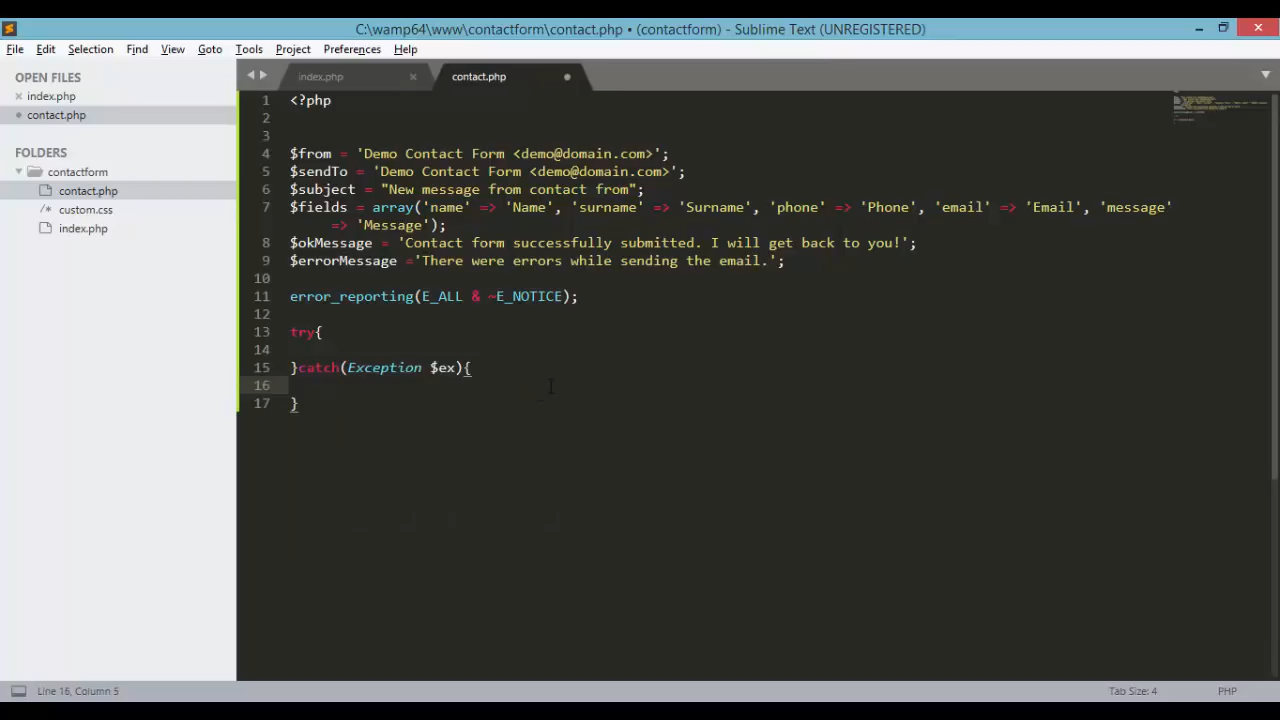 C:\wamp64\www\contactform\contact.php • (contactform) - Sublime Text (UNREGISTERED)
File Edit Selection Find View Goto Tools Project Preferences Help
OPEN FILES
index.php
contact.php
FOLDERS
contactform
contact.php
/* custom.css
index.php
index.php contact.php
1 <?php
2
3
4 $from = 'Demo Contact Form <demo@domain.com>';
5 $sendTo = 'Demo Contact Form <demo@domain.com>';
6 $subject = "New message from contact from";
7 $fields = array('name' => 'Name', 'surname' => 'Surname', 'phone' => 'Phone', 'email' => 'Email', 'message'
=> 'Message');
8 $okMessage = 'Contact form successfully submitted. I will get back to you!';
9 $errorMessage ='There were errors while sending the email.';
10
11 error_reporting(E_ALL & ~E_NOTICE);
12
13 try{
14
15 }catch(Exception $ex){
16
17 }
Line 16, Column 5 Tab Size: 4 PHP